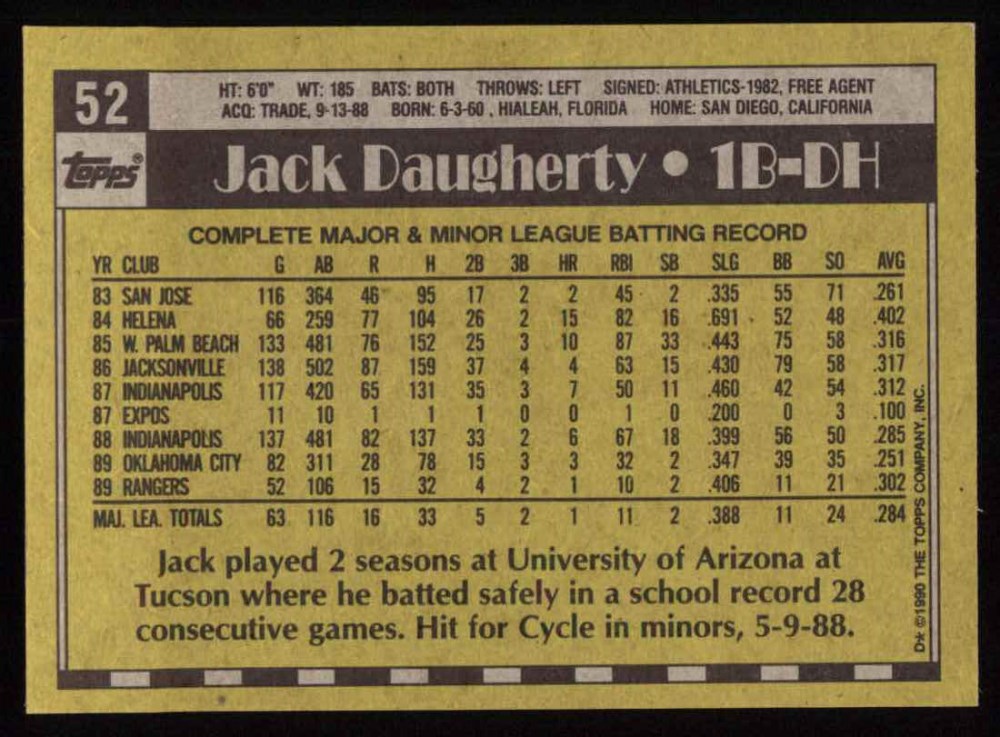 52
HT: 6'0" WT: 185 BATS: BOTH THROWS: LEFT SIGNED: ATHLETICS-1982, FREE AGENT
ACQ: TRADE, 9-13-88 BORN: 6-3-60 , HIALEAH, FLORIDA HOME: SAN DIEGO, CALIFORNIA
topps®
Jack Daugherty • 1B-DH
COMPLETE MAJOR & MINOR LEAGUE BATTING RECORD
YR CLUB G AB R H 2B 3B HR RBI SB SLG BB SO AVG
83 SAN JOSE 116 364 46 95 17 2 2 45 2 .335 55 71 .261
84 HELENA 66 259 77 104 26 2 15 82 16 .691 52 48 .402
85 W. PALM BEACH 133 481 76 152 25 3 10 87 33 .443 75 58 .316
86 JACKSONVILLE 138 502 87 159 37 4 4 63 15 .430 79 58 .317
87 INDIANAPOLIS 117 420 65 131 35 3 7 50 11 .460 42 54 .312
87 EXPOS 11 10 1 1 1 0 0 1 0 .200 0 3 .100
88 INDIANAPOLIS 137 481 82 137 33 2 6 67 18 .399 56 50 .285
89 OKLAHOMA CITY 82 311 28 78 15 3 3 32 2 .347 39 35 .251
89 RANGERS 52 106 15 32 4 2 1 10 2 .406 11 21 .302
MAJ. LEA. TOTALS 63 116 16 33 5 2 1 11 2 .388 11 24 .284
Jack played 2 seasons at University of Arizona at
Tucson where he batted safely in a school record 28
consecutive games. Hit for Cycle in minors, 5-9-88.
D* ©1990 THE TOPPS COMPANY, INC.